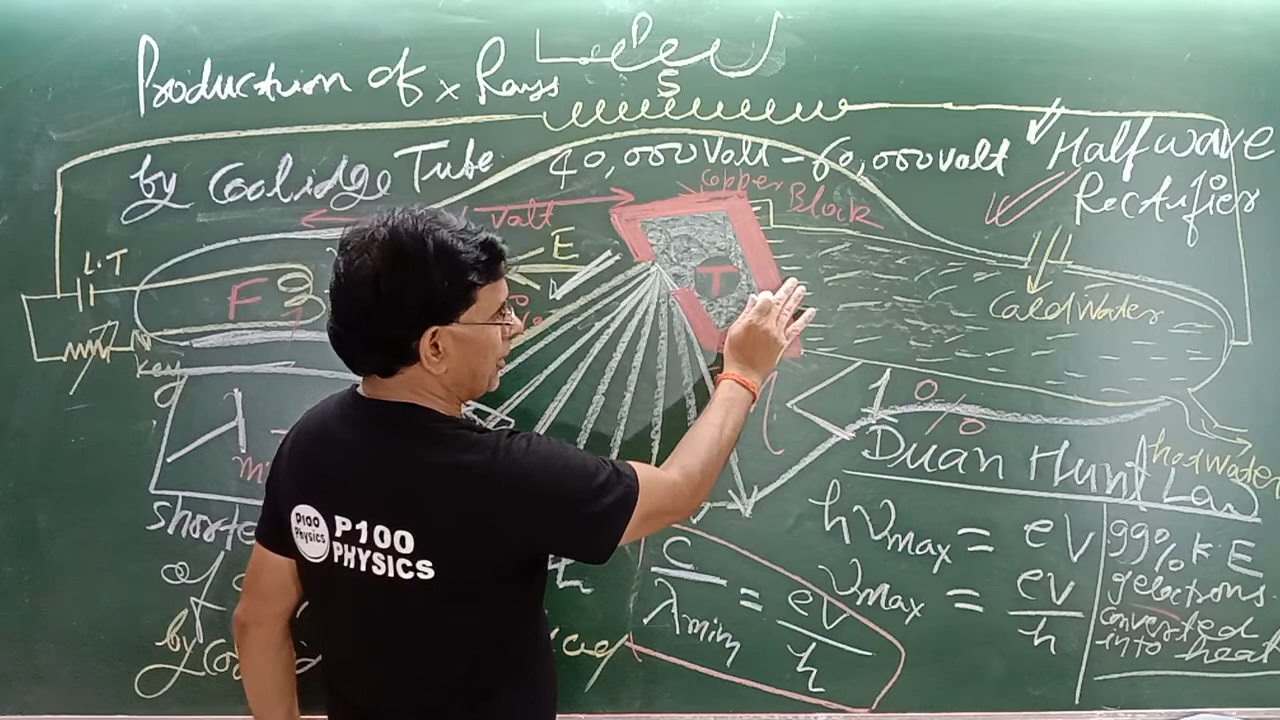 Production of x Rays
P
S
by Coolidge Tube
40,000 Volt - 60,000 Volt
Half wave
Rectifier
Copper
Block
Volt
L.T
F
E
T
Cold Water
key
λ
1%
Duan Hunt Law
hot Water
shorte
hνmax = eV
νmax = eV/h
c/λmin = eV/h
99% K.E
electrons
converted
into heat
of
by
P100
Physics
P100
PHYSICS